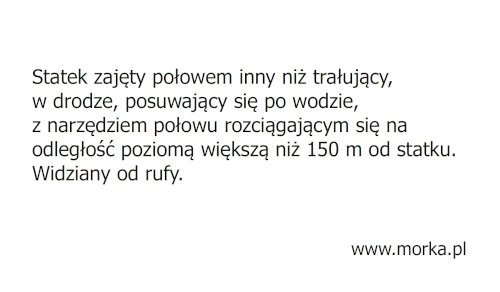 Statek zajęty połowem inny niż trałujący,
w drodze, posuwający się po wodzie,
z narzędziem połowu rozciągającym się na
odległość poziomą większą niż 150 m od statku.
Widziany od rufy.
www.morka.pl